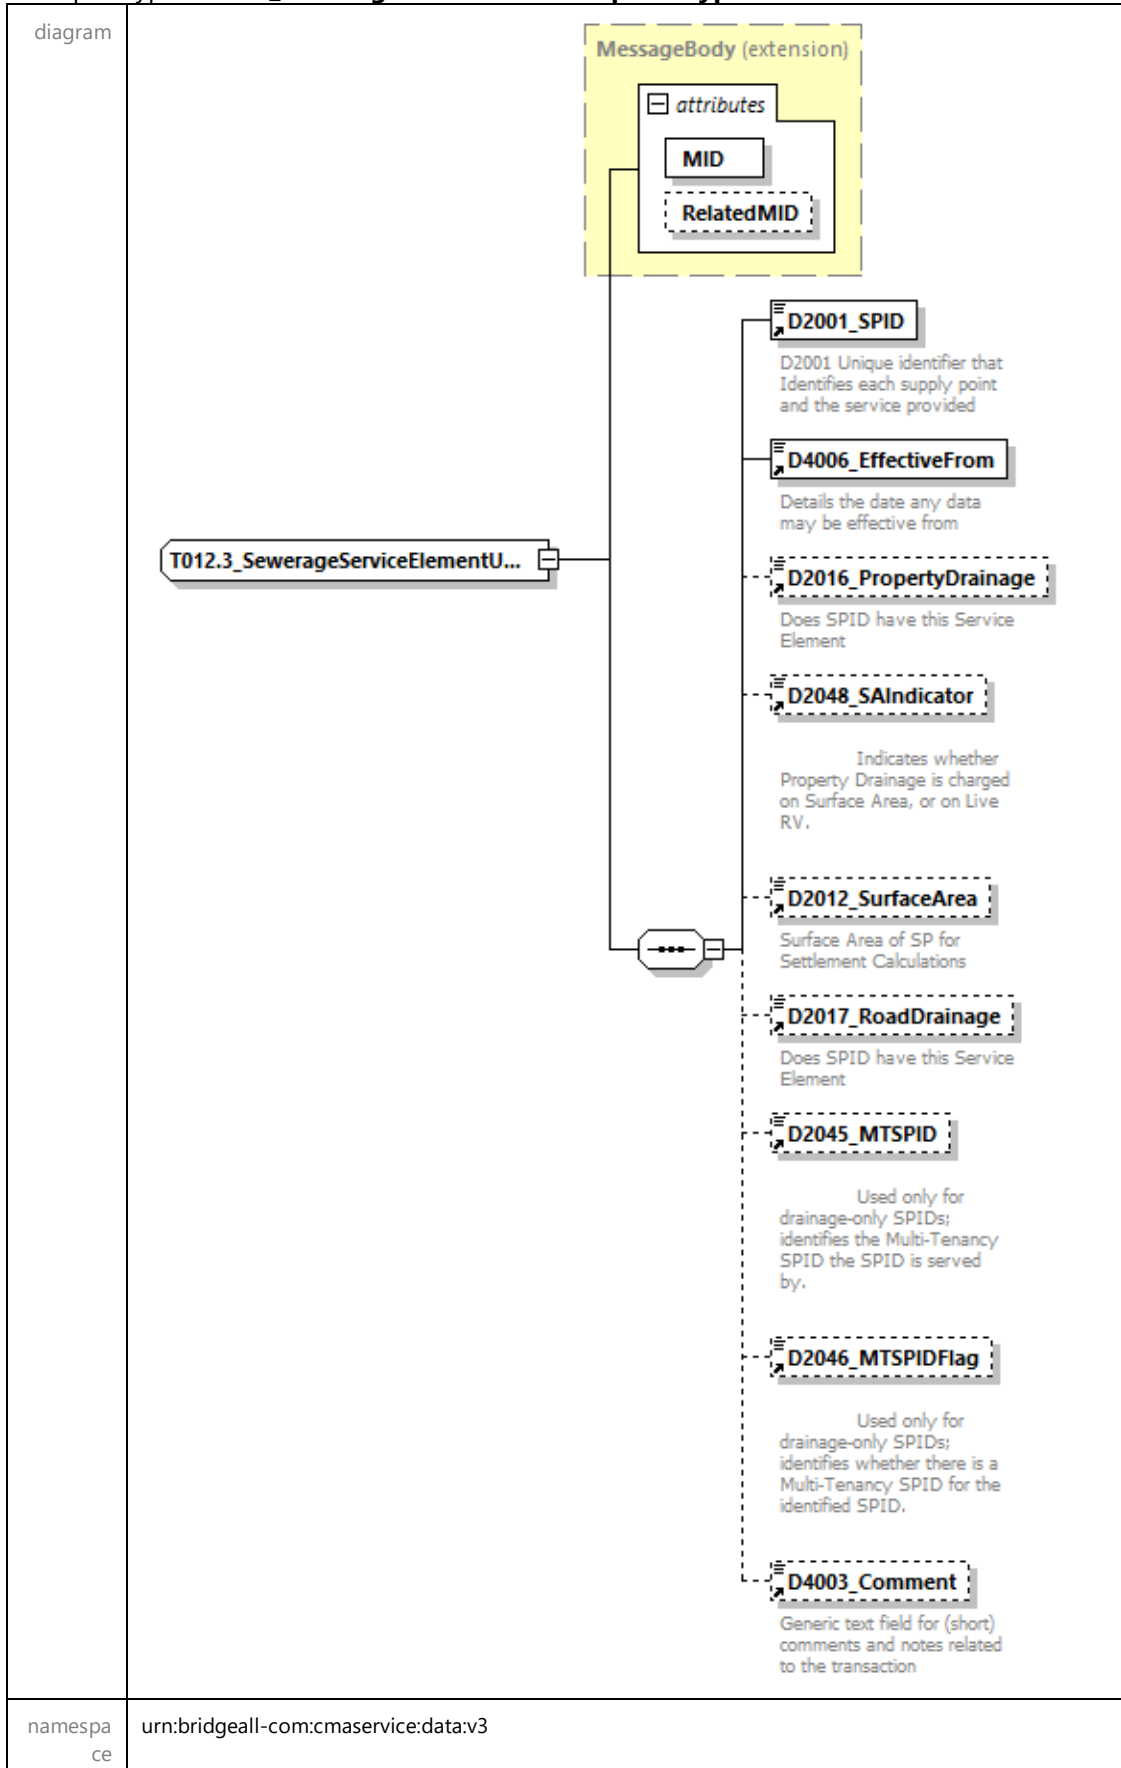 diagram
MessageBody (extension)
attributes
MID
RelatedMID
D2001_SPID
D2001 Unique identifier that
Identifies each supply point
and the service provided
D4006_EffectiveFrom
Details the date any data
may be effective from
T012.3_SewerageServiceElementU...
D2016_PropertyDrainage
Does SPID have this Service
Element
D2048_SAIndicator
Indicates whether
Property Drainage is charged
on Surface Area, or on Live
RV.
D2012_SurfaceArea
Surface Area of SP for
Settlement Calculations
D2017_RoadDrainage
Does SPID have this Service
Element
D2045_MTSPID
Used only for
drainage-only SPIDs;
identifies the Multi-Tenancy
SPID the SPID is served
by.
D2046_MTSPIDFlag
Used only for
drainage-only SPIDs;
identifies whether there is a
Multi-Tenancy SPID for the
identified SPID.
D4003_Comment
Generic text field for (short)
comments and notes related
to the transaction
namespa
ce
urn:bridgeall-com:cmaservice:data:v3